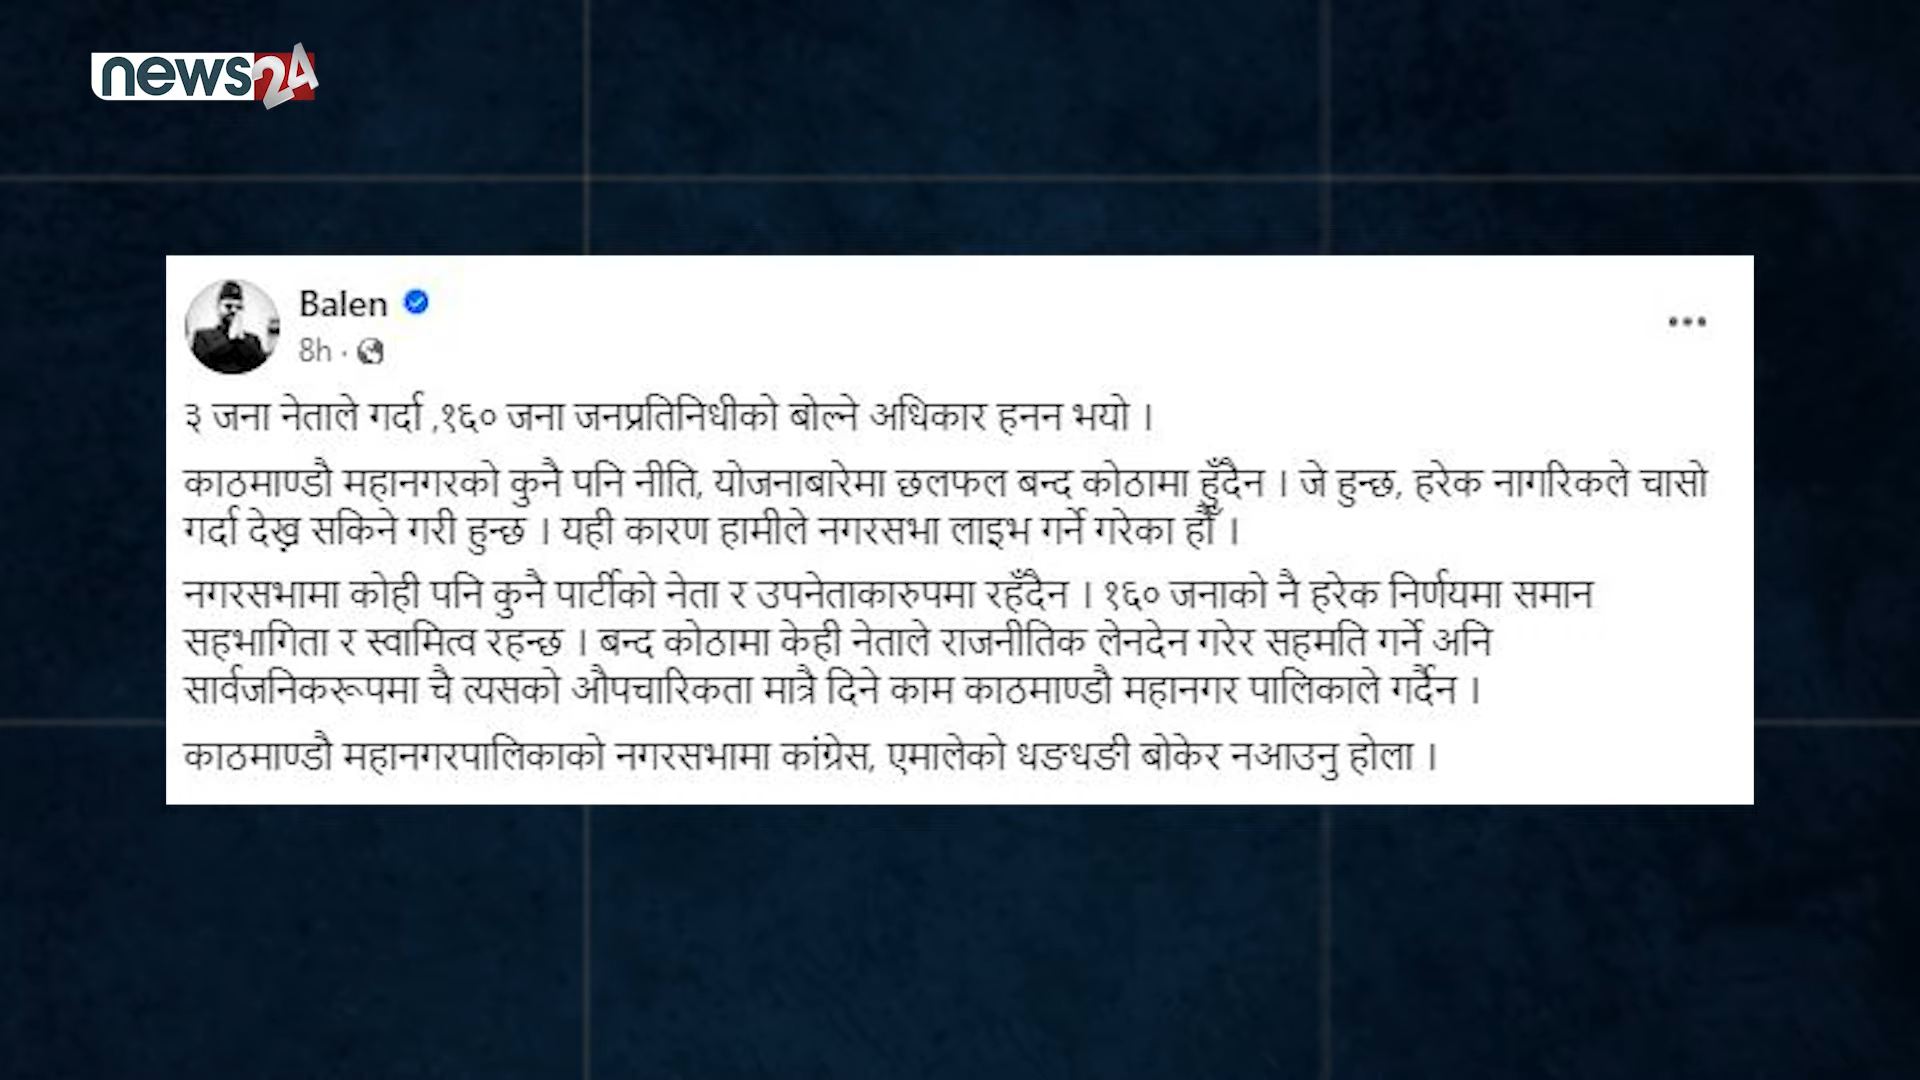 news24
Balen
8h ·
३ जना नेताले गर्दा ,१६० जना जनप्रतिनिधीको बोल्ने अधिकार हनन भयो ।
काठमाण्डौ महानगरको कुनै पनि नीति, योजनाबारेमा छलफल बन्द कोठामा हुँदैन । जे हुन्छ, हरेक नागरिकले चासो
गर्दा देख्न सकिने गरी हुन्छ । यही कारण हामीले नगरसभा लाइभ गर्ने गरेका हौँ ।
नगरसभामा कोही पनि कुनै पार्टीको नेता र उपनेताकारुपमा रहँदैन । १६० जनाको नै हरेक निर्णयमा समान
सहभागिता र स्वामित्व रहन्छ । बन्द कोठामा केही नेताले राजनीतिक लेनदेन गरेर सहमति गर्ने अनि
सार्वजनिकरूपमा चै त्यसको औपचारिकता मात्रै दिने काम काठमाण्डौ महानगर पालिकाले गर्दैन ।
काठमाण्डौ महानगरपालिकाको नगरसभामा कांग्रेस, एमालेको धङधङी बोकेर नआउनु होला ।